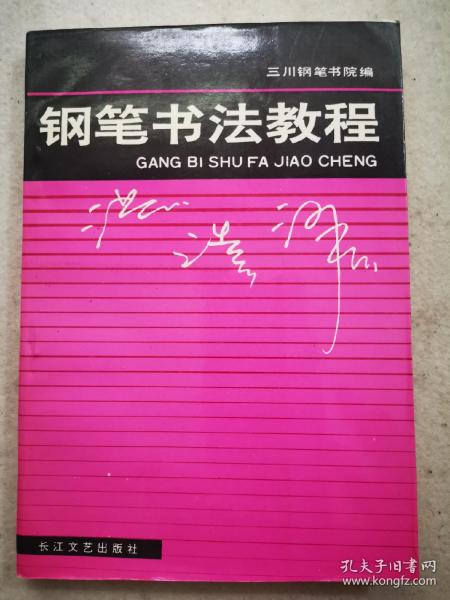 三川钢笔书院编
钢笔书法教程
GANG BI SHU FA JIAO CHENG
长江文艺出版社
孔夫子旧书网
www.kongfz.com